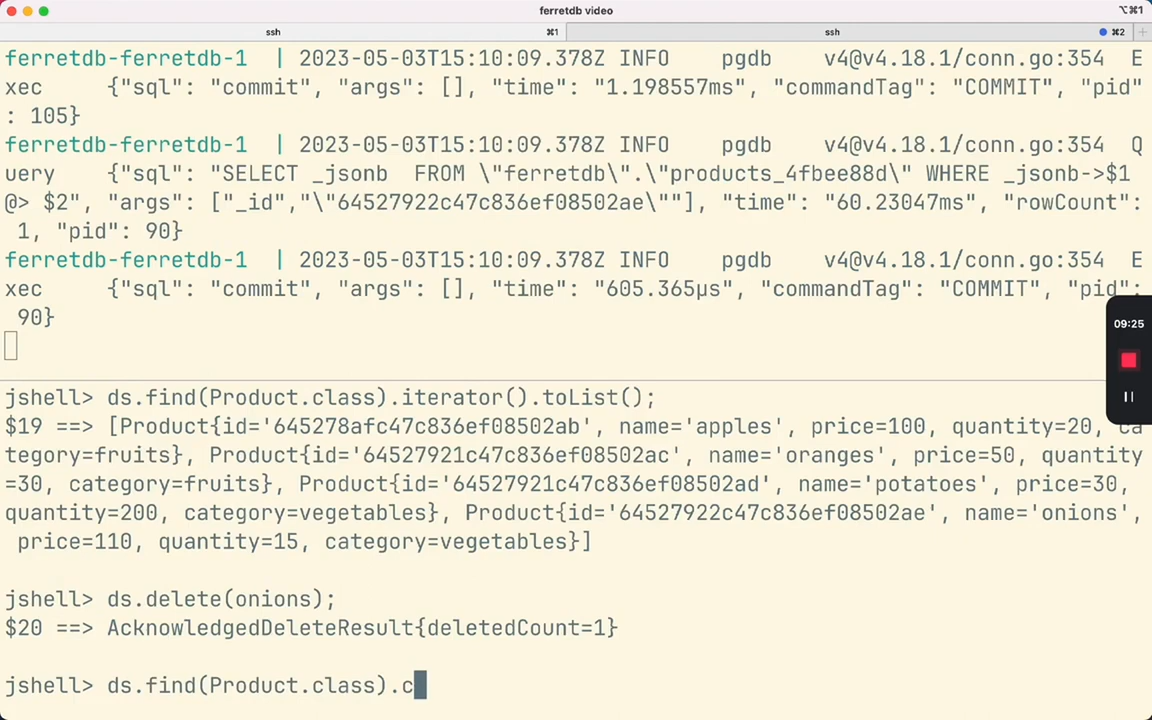 ferretdb video
⌥⌘1
ssh
⌘1
ssh
⌘2
ferretdb-ferretdb-1  | 2023-05-03T15:10:09.378Z INFO    pgdb    v4@v4.18.1/conn.go:354  E
xec     {"sql": "commit", "args": [], "time": "1.198557ms", "commandTag": "COMMIT", "pid"
: 105}
ferretdb-ferretdb-1  | 2023-05-03T15:10:09.378Z INFO    pgdb    v4@v4.18.1/conn.go:354  Q
uery    {"sql": "SELECT _jsonb  FROM \"ferretdb\".\"products_4fbee88d\" WHERE _jsonb->$1
@> $2", "args": ["_id","\"64527922c47c836ef08502ae\""], "time": "60.23047ms", "rowCount":
 1, "pid": 90}
ferretdb-ferretdb-1  | 2023-05-03T15:10:09.378Z INFO    pgdb    v4@v4.18.1/conn.go:354  E
xec     {"sql": "commit", "args": [], "time": "605.365µs", "commandTag": "COMMIT", "pid":
 90}
09:25
jshell> ds.find(Product.class).iterator().toList();
$19 ==> [Product{id='645278afc47c836ef08502ab', name='apples', price=100, quantity=20, ca
tegory=fruits}, Product{id='64527921c47c836ef08502ac', name='oranges', price=50, quantity
=30, category=fruits}, Product{id='64527921c47c836ef08502ad', name='potatoes', price=30,
quantity=200, category=vegetables}, Product{id='64527922c47c836ef08502ae', name='onions',
 price=110, quantity=15, category=vegetables}]
jshell> ds.delete(onions);
$20 ==> AcknowledgedDeleteResult{deletedCount=1}
jshell> ds.find(Product.class).c